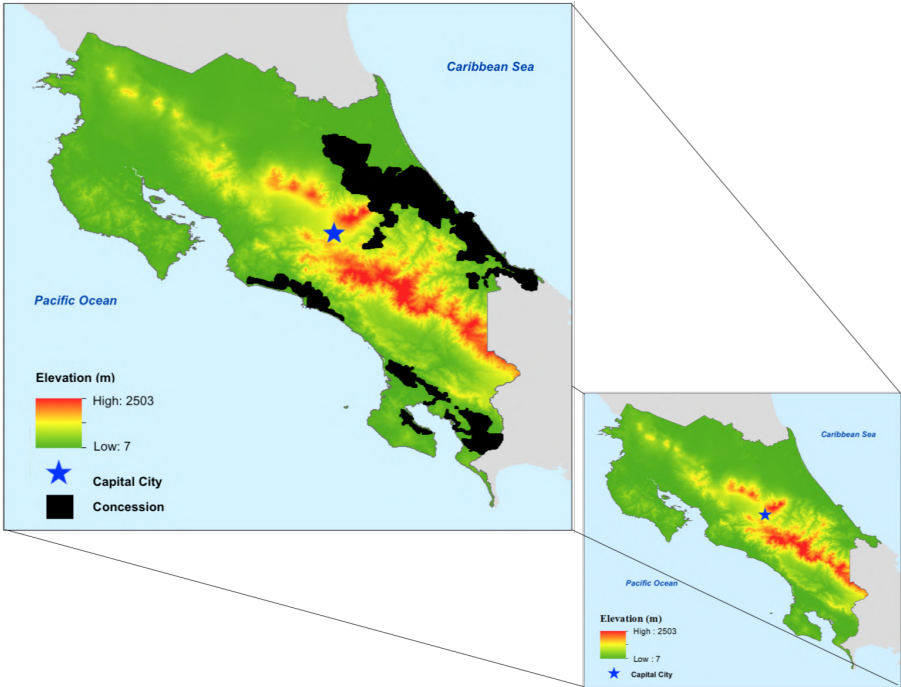 Caribbean Sea
Pacific Ocean
Elevation (m)
High: 2503
Low: 7
Capital City
Concession
Caribbean Sea
Pacific Ocean
Elevation (m)
High : 2503
Low : 7
Capital City